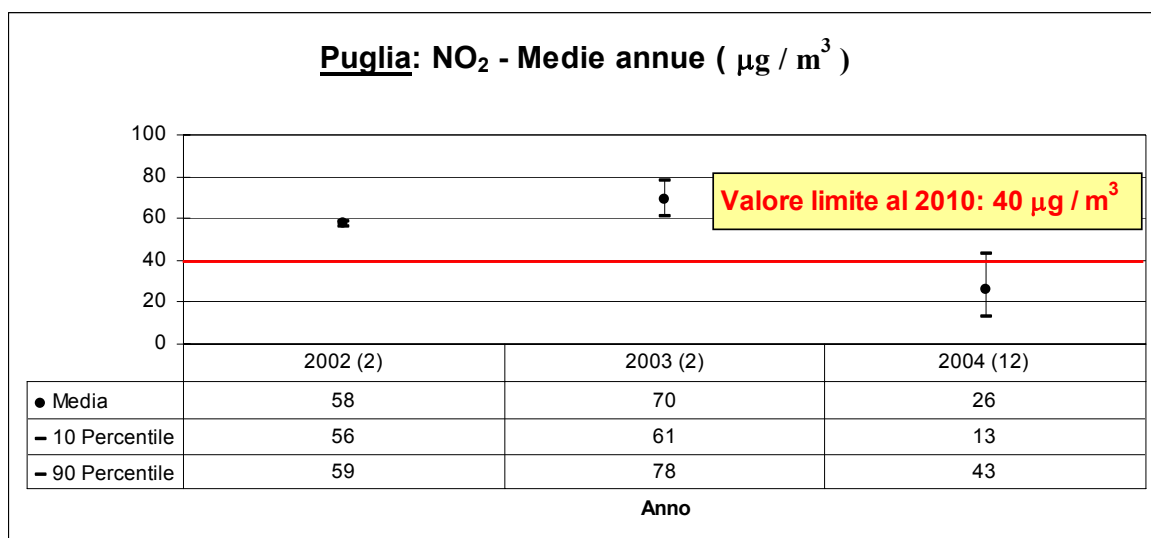 Puglia: NO₂ - Medie annue ( μg / m³ )
100
80
60
40
20
0
Valore limite al 2010: 40 μg / m³
2002 (2) 2003 (2) 2004 (12)
Media 58 70 26
10 Percentile 56 61 13
90 Percentile 59 78 43
Anno